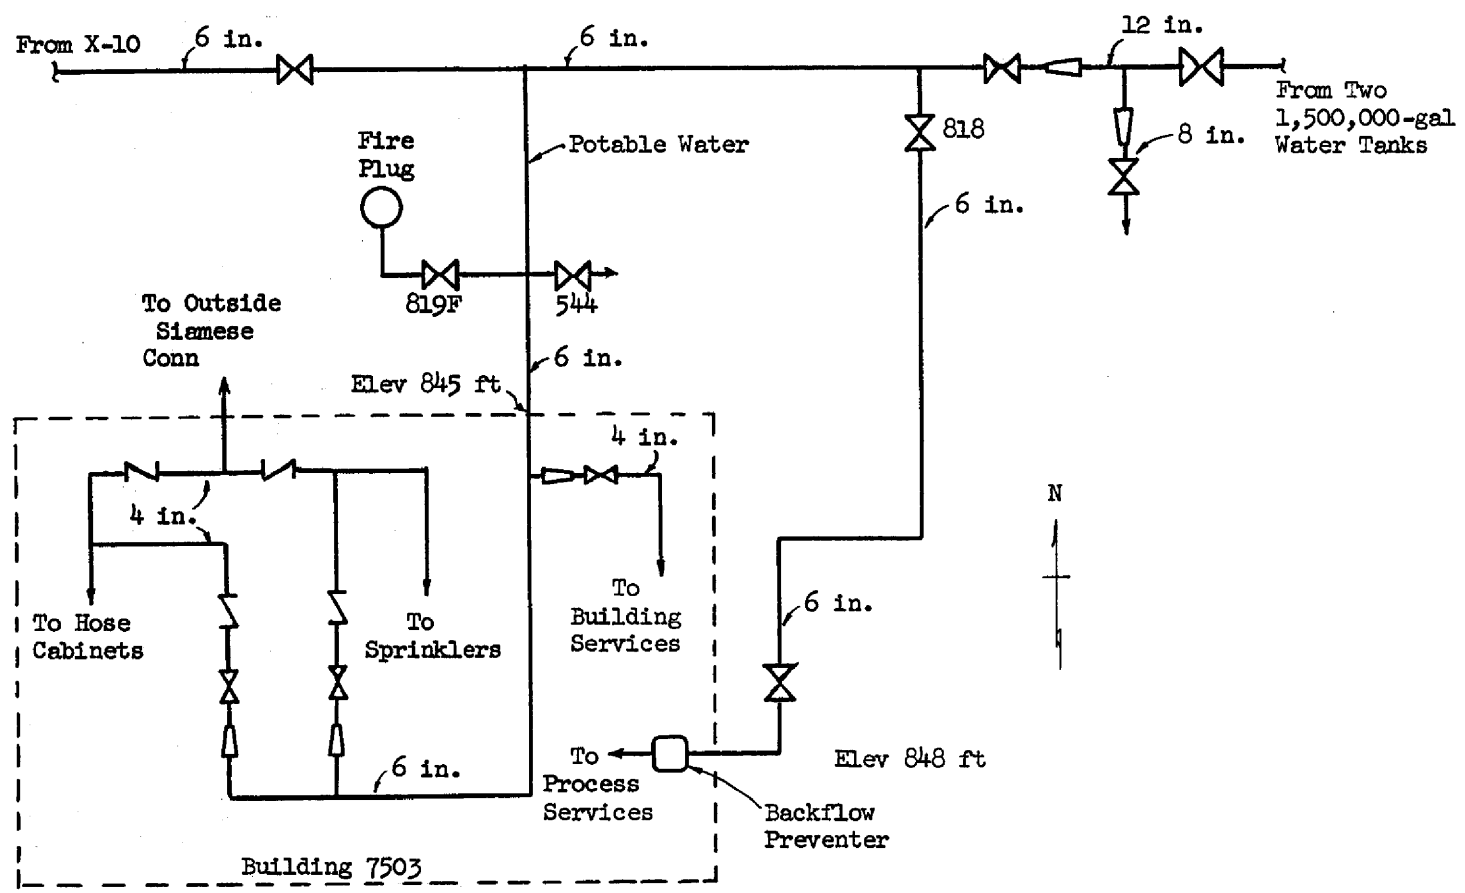 From X-10
6 in.
6 in.
12 in.
From Two
1,500,000-gal
Water Tanks
818
8 in.
Fire
Plug
Potable Water
6 in.
819F
544
To Outside
Siamese
Conn
6 in.
Elev 845 ft
4 in.
4 in.
N
To Hose
Cabinets
To
Sprinklers
To
Building
Services
6 in.
6 in.
To
Process
Services
Elev 848 ft
Backflow
Preventer
Building 7503